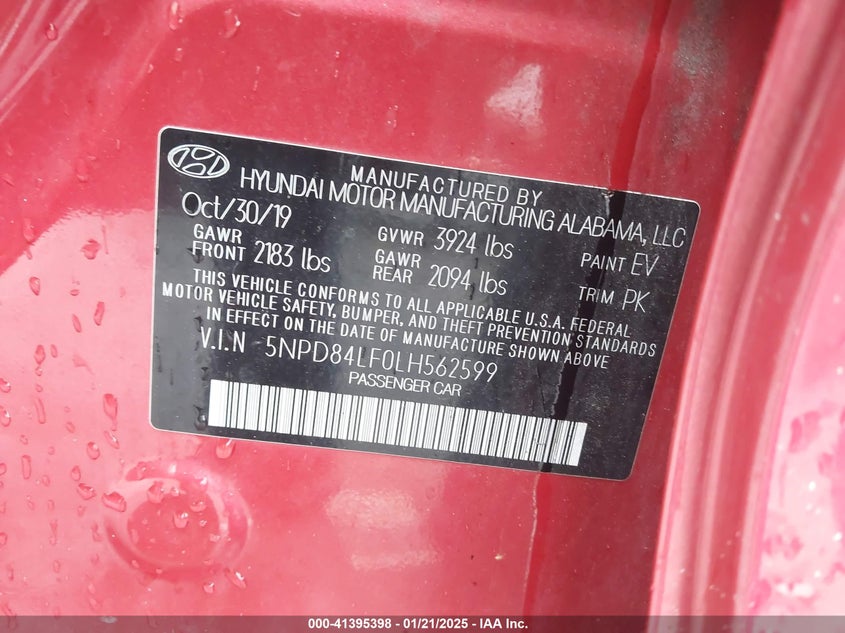 MANUFACTURED BY
HYUNDAI MOTOR MANUFACTURING ALABAMA, LLC
Oct/30/19 GVWR 3924 lbs PAINT EV
GAWR FRONT 2183 lbs GAWR REAR 2094 lbs TRIM PK
THIS VEHICLE CONFORMS TO ALL APPLICABLE U.S.A. FEDERAL
MOTOR VEHICLE SAFETY, BUMPER, AND THEFT PREVENTION STANDARDS
IN EFFECT ON THE DATE OF MANUFACTURE SHOWN ABOVE
V.I.N 5NPD84LF0LH562599
PASSENGER CAR
000-41395398 - 01/21/2025 - IAA Inc.